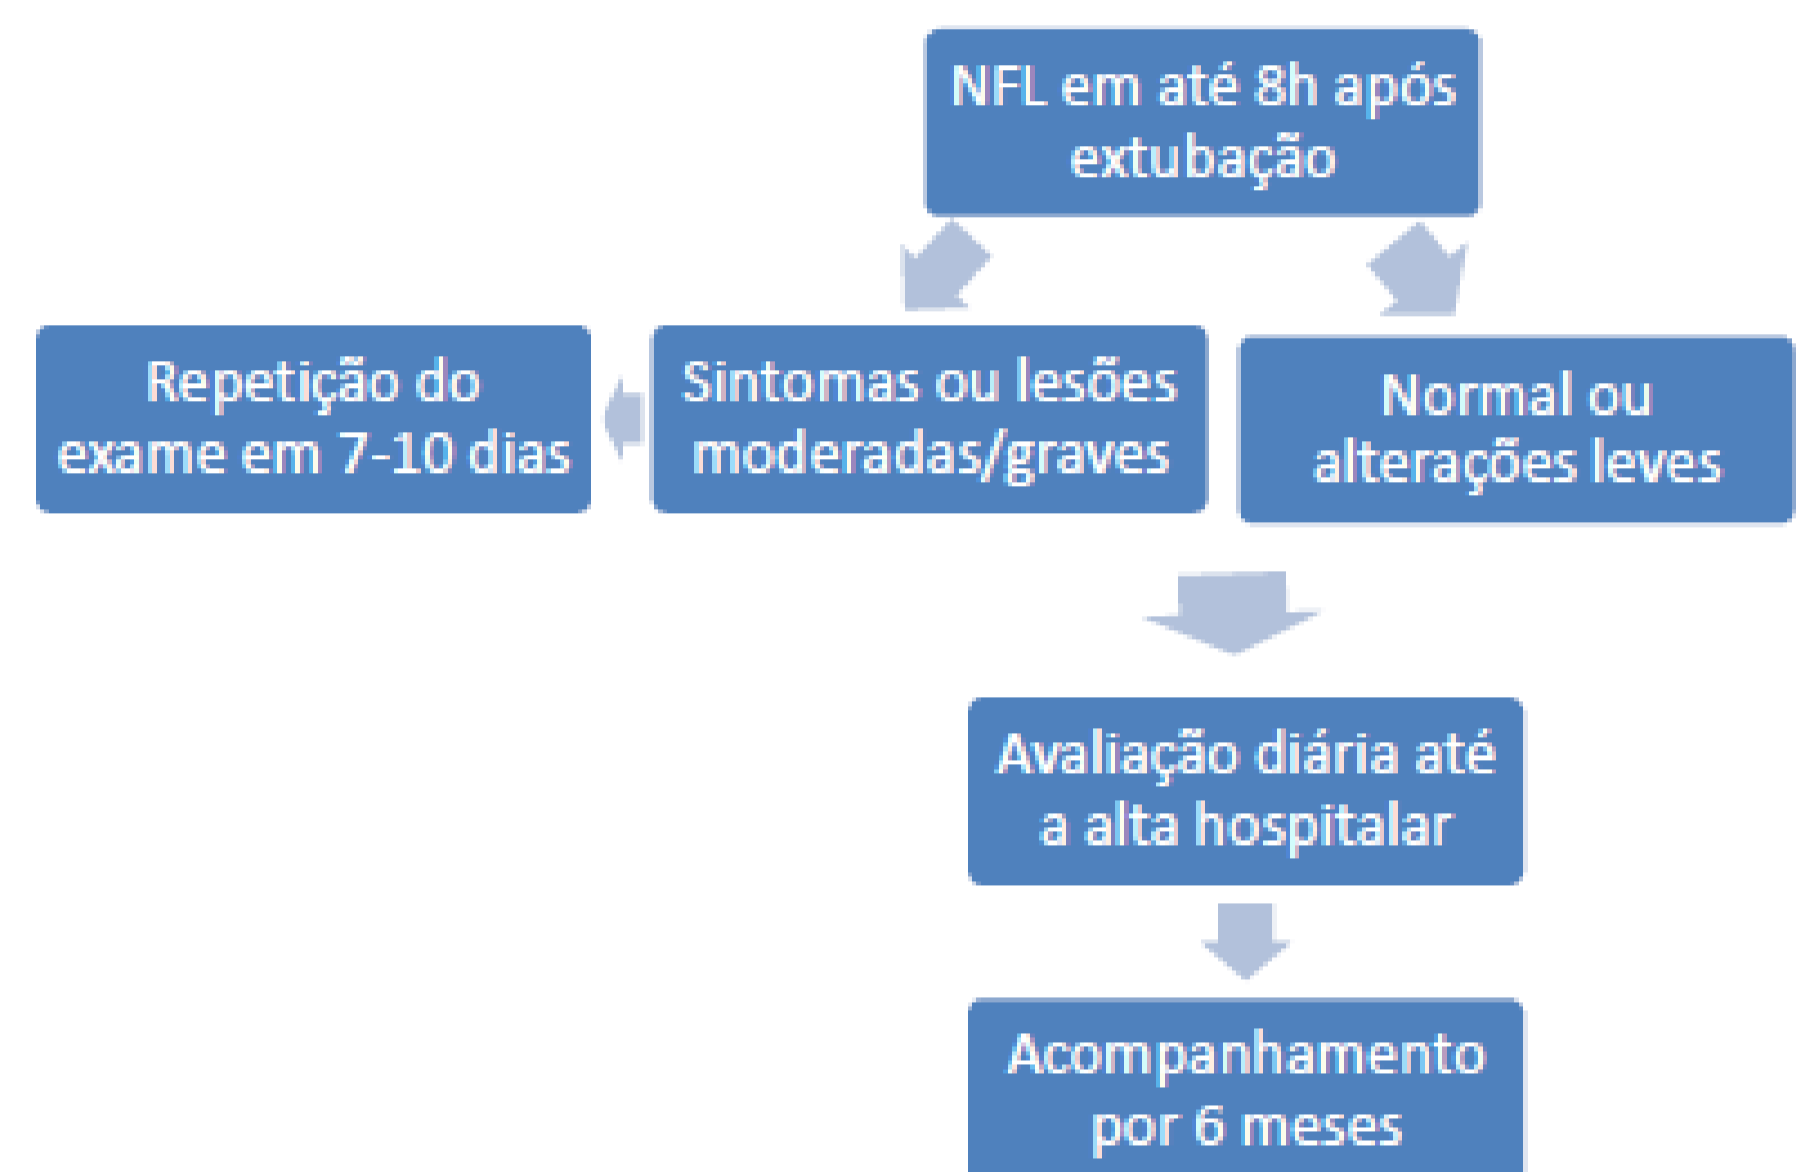 NFL em até 8h após
extubação
Repetição do
exame em 7-10 dias
Sintomas ou lesões
moderadas/graves
Normal ou
alterações leves
Avaliação diária até
a alta hospitalar
Acompanhamento
por 6 meses